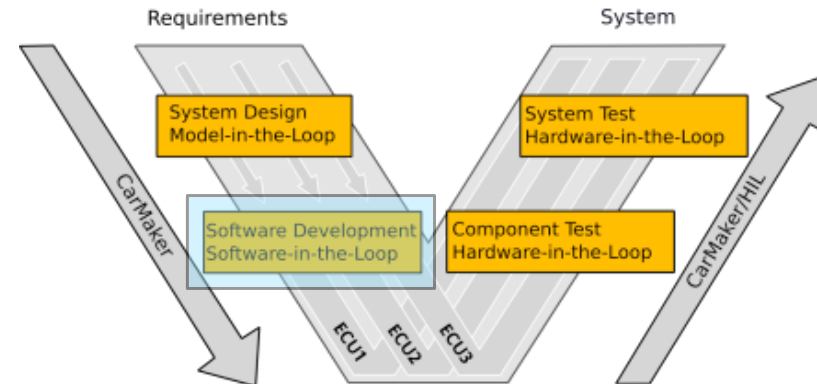 Requirements
System
System Design
Model-in-the-Loop
System Test
Hardware-in-the-Loop
CarMaker
Software Development
Software-in-the-Loop
Component Test
Hardware-in-the-Loop
CarMaker/HIL
ECU1
ECU2
ECU3